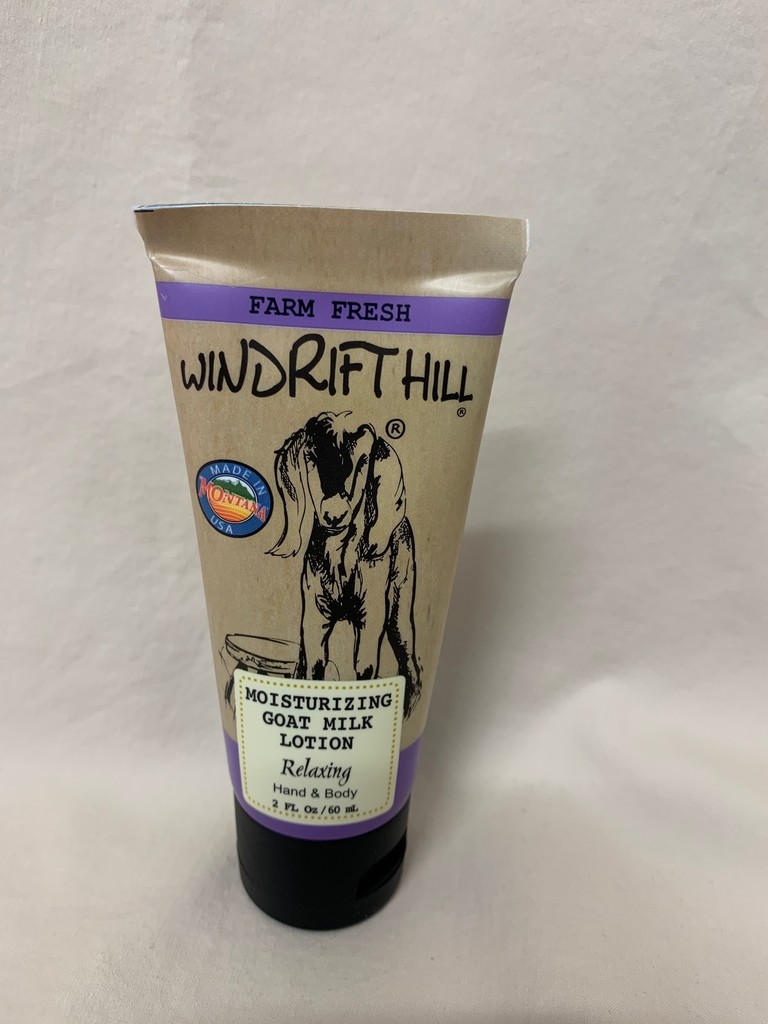 FARM FRESH
WINDRIFT HILL
®
®
MADE IN
MONTANA
USA
MOISTURIZING
GOAT MILK
LOTION
Relaxing
Hand & Body
2 FL Oz/60 mL